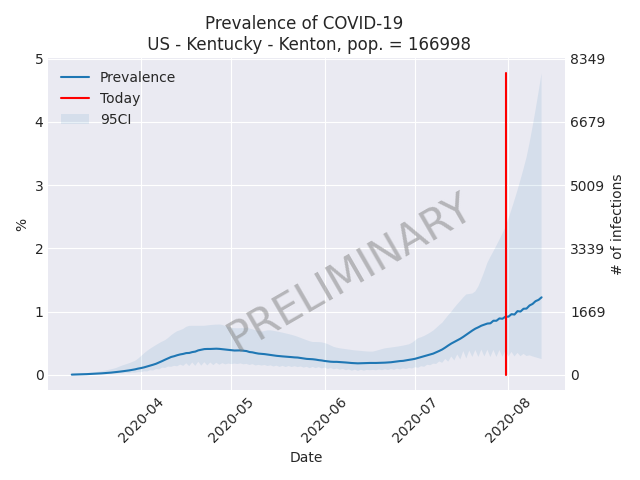 Prevalence of COVID-19
US - Kentucky - Kenton, pop. = 166998
5
4
3
2
1
0
%
8349
6679
5009
3339
1669
0
# of infections
Prevalence
Today
95CI
PRELIMINARY
2020-04
2020-05
2020-06
2020-07
2020-08
Date